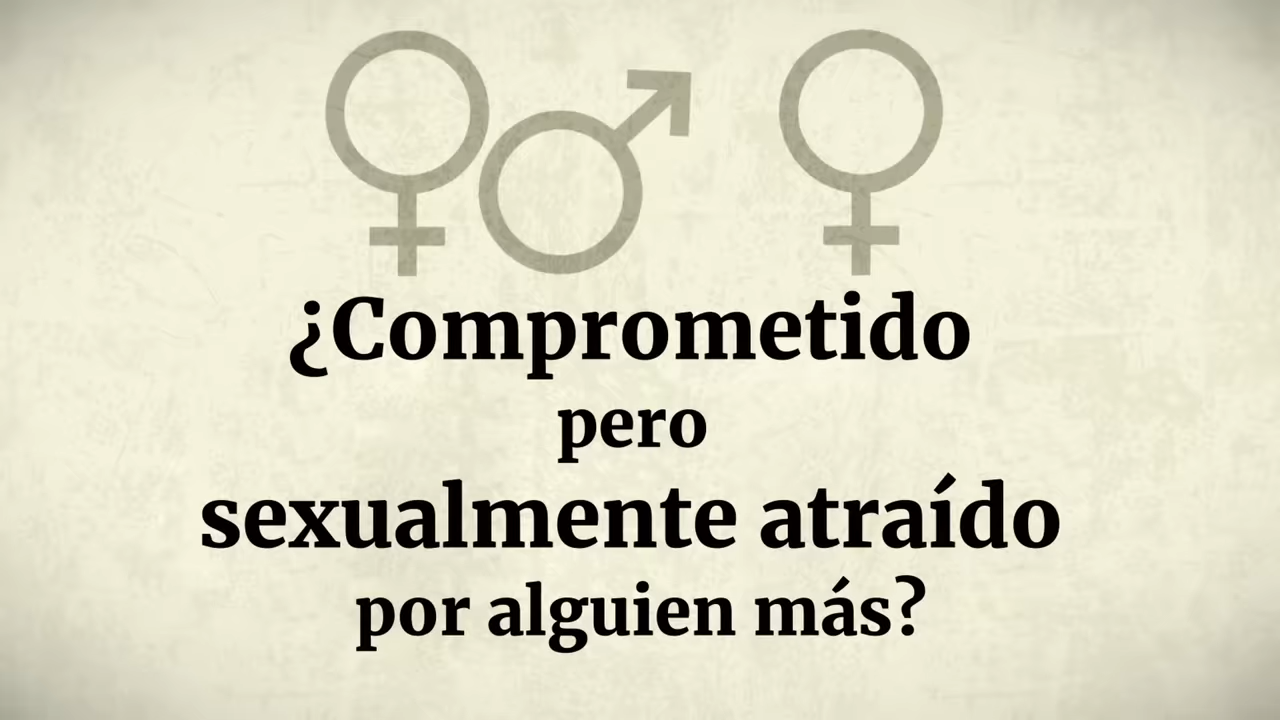 ¿Comprometido
pero
sexualmente atraído
por alguien más?